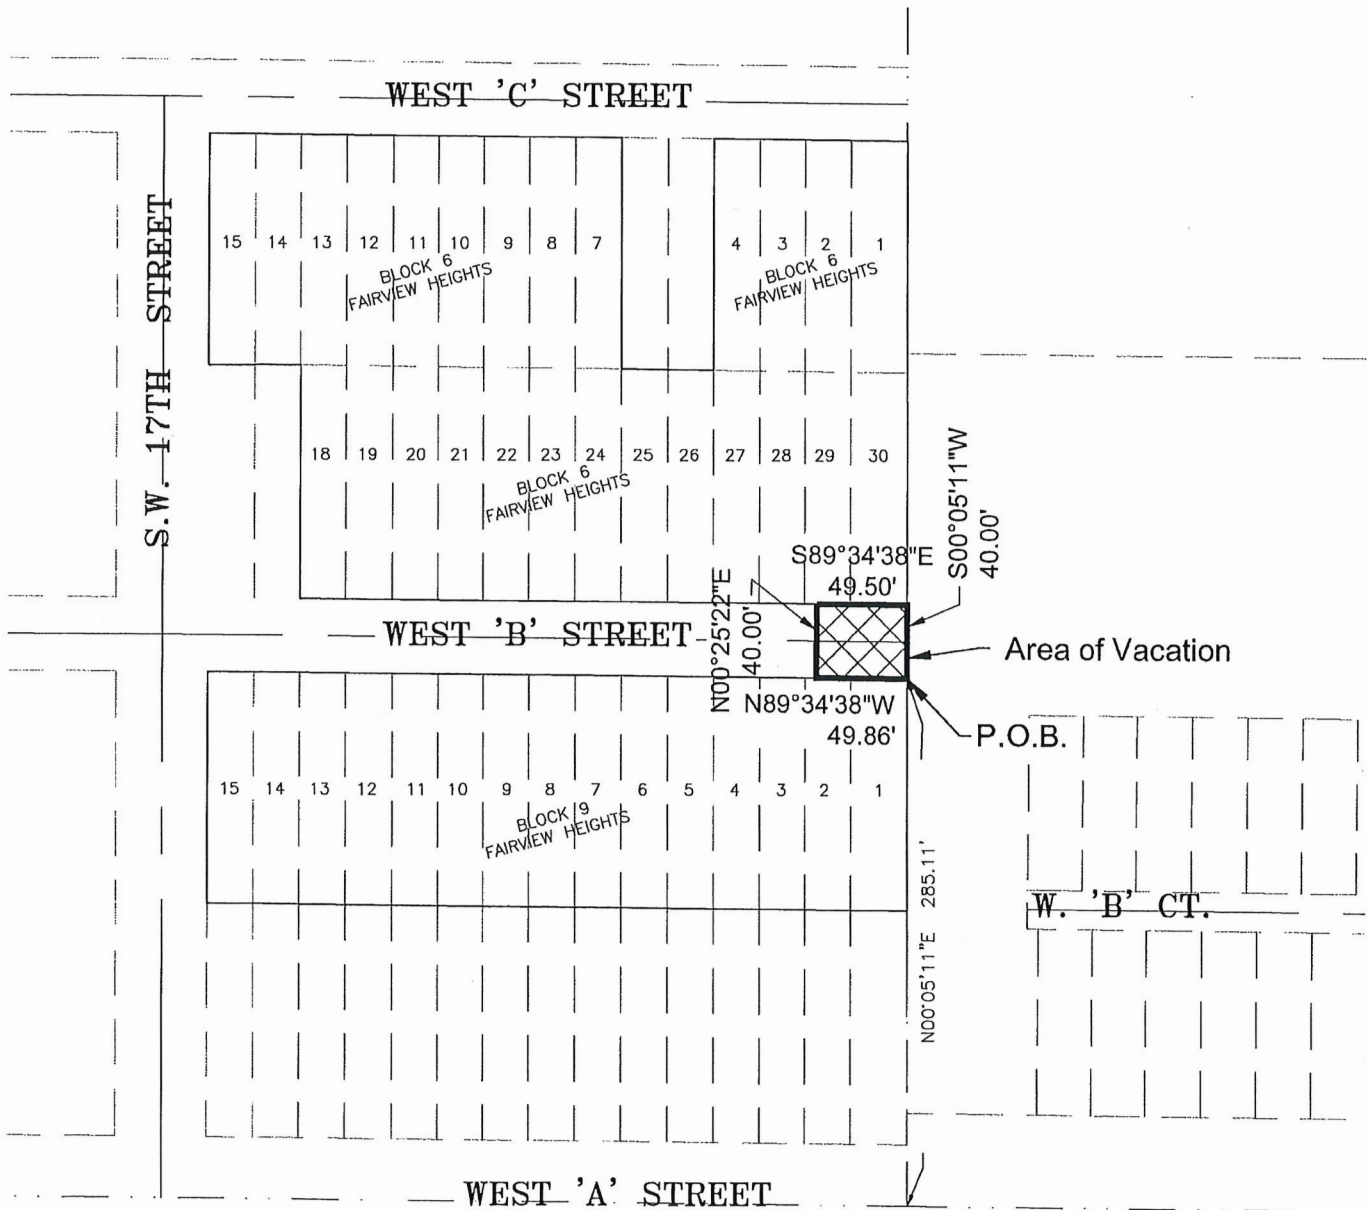 WEST 'C' STREET
S.W. 17TH STREET
15 14 13 12 11 10 9 8 7 4 3 2 1
BLOCK 6
FAIRVIEW HEIGHTS
BLOCK 6
FAIRVIEW HEIGHTS
18 19 20 21 22 23 24 25 26 27 28 29 30
BLOCK 6
FAIRVIEW HEIGHTS
S00°05'11"W
40.00'
S89°34'38"E
49.50'
N00°25'22"E
40.00'
WEST 'B' STREET
Area of Vacation
N89°34'38"W
49.86'
P.O.B.
15 14 13 12 11 10 9 8 7 6 5 4 3 2 1
BLOCK 9
FAIRVIEW HEIGHTS
N00°05'11"E 285.11'
W. 'B' CT.
WEST 'A' STREET